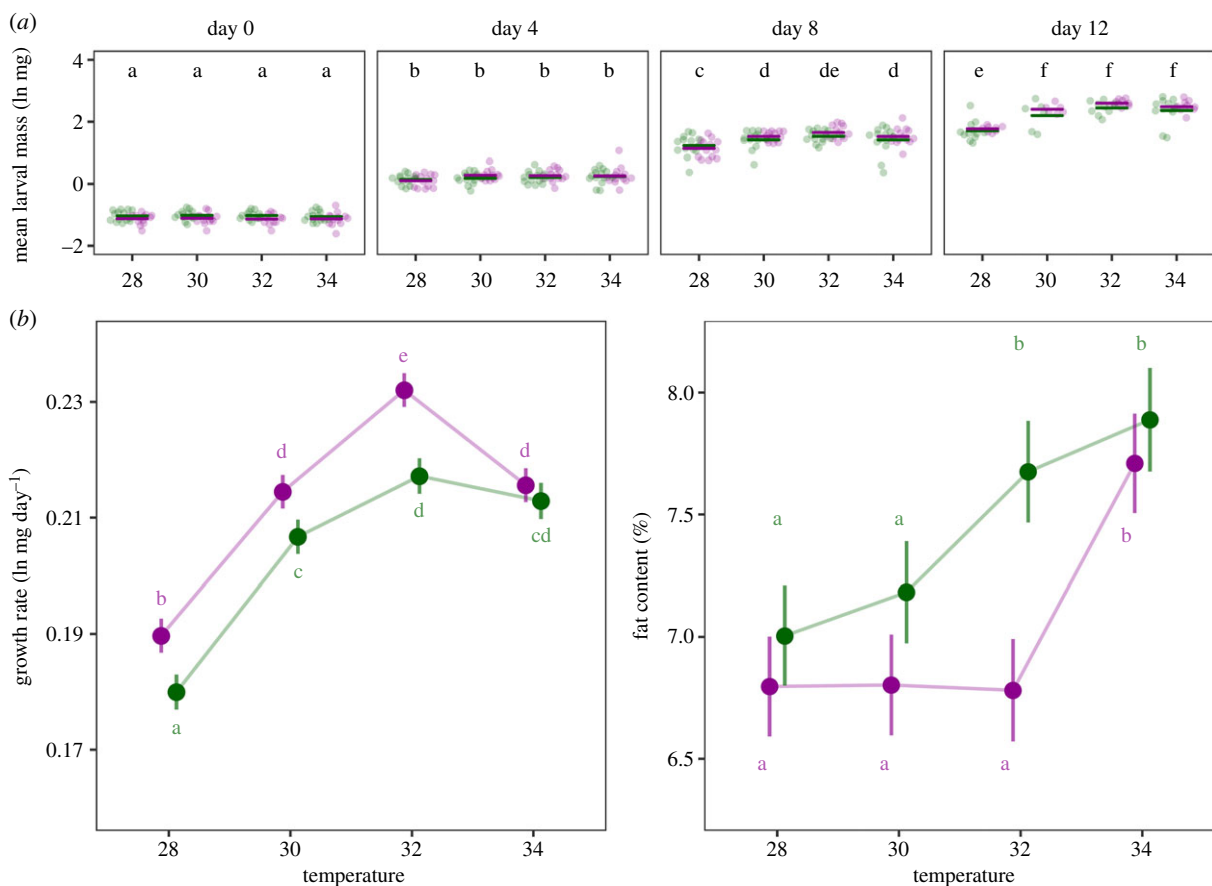 (a)
day 0 day 4 day 8 day 12
mean larval mass (ln mg)
4
2
0
−2
a a a a
b b b b
c d de d
e f f f
28 30 32 34
28 30 32 34
28 30 32 34
28 30 32 34
(b)
growth rate (ln mg day−1)
0.23
0.21
0.19
0.17
e
d d
b
a
c
d
cd
28 30 32 34
temperature
fat content (%)
8.0
7.5
7.0
6.5
b b
a a
b
a a a
28 30 32 34
temperature